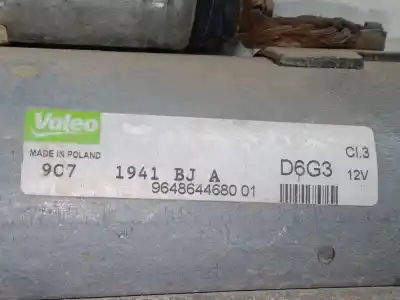 Valeo
MADE IN POLAND
9C7 1941 BJ A D6G3 Cl.3
9648644680 01 12V